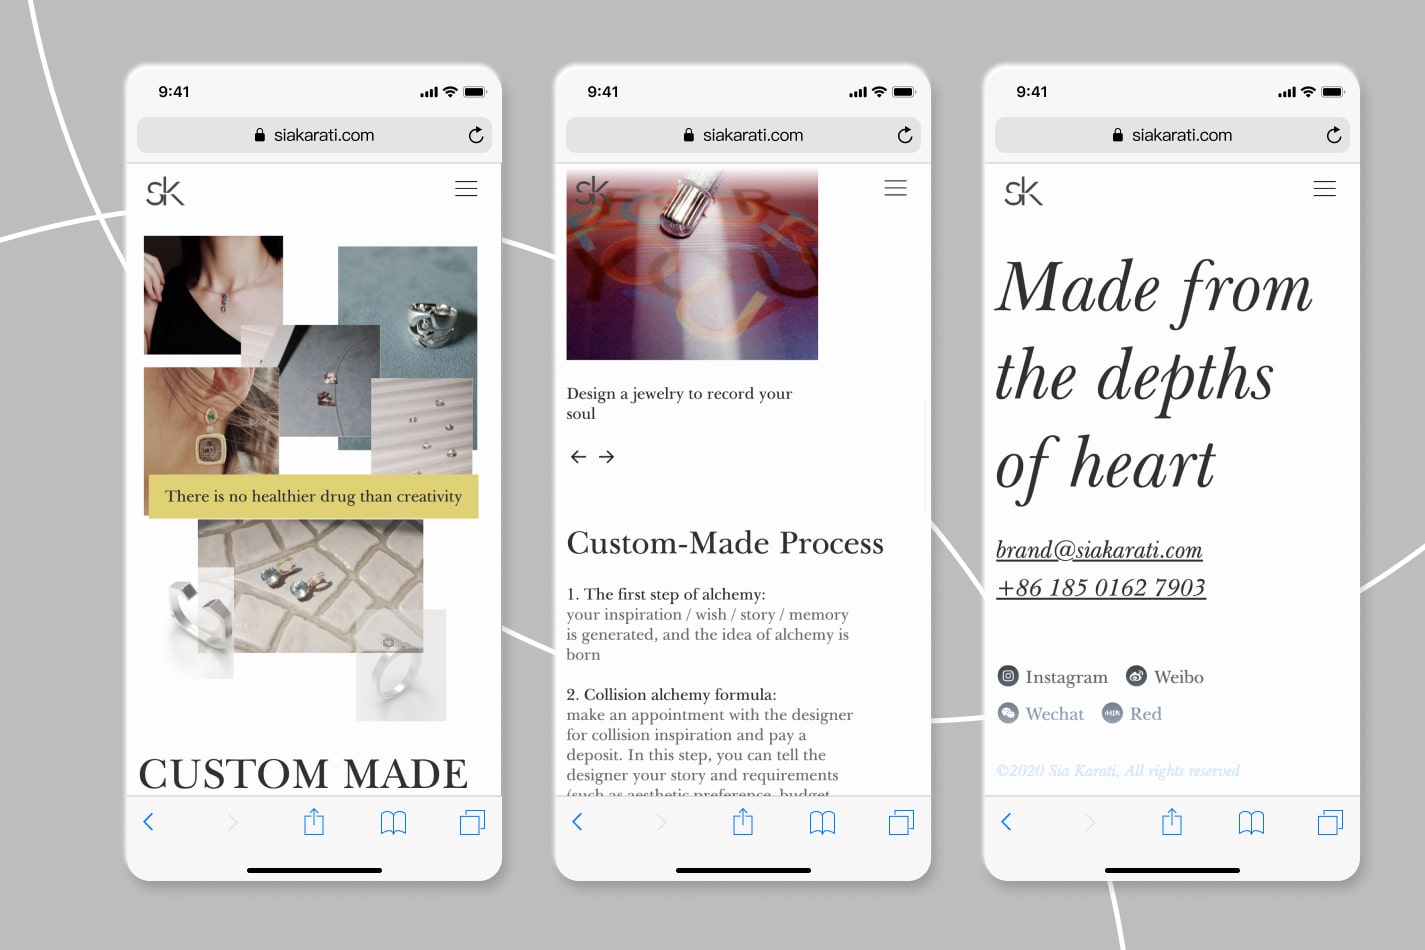 9:41
siakarati.com
sk
There is no healthier drug than creativity
CUSTOM MADE
9:41
siakarati.com
sk
Design a jewelry to record your
soul
Custom-Made Process
1. The first step of alchemy:
your inspiration / wish / story / memory
is generated, and the idea of alchemy is
born
2. Collision alchemy formula:
make an appointment with the designer
for collision inspiration and pay a
deposit. In this step, you can tell the
designer your story and requirements
(such as aesthetic preference, budget,
9:41
siakarati.com
sk
Made from
the depths
of heart
brand@siakarati.com
+86 185 0162 7903
Instagram Weibo
Wechat Red
©2020 Sia Karati, All rights reserved